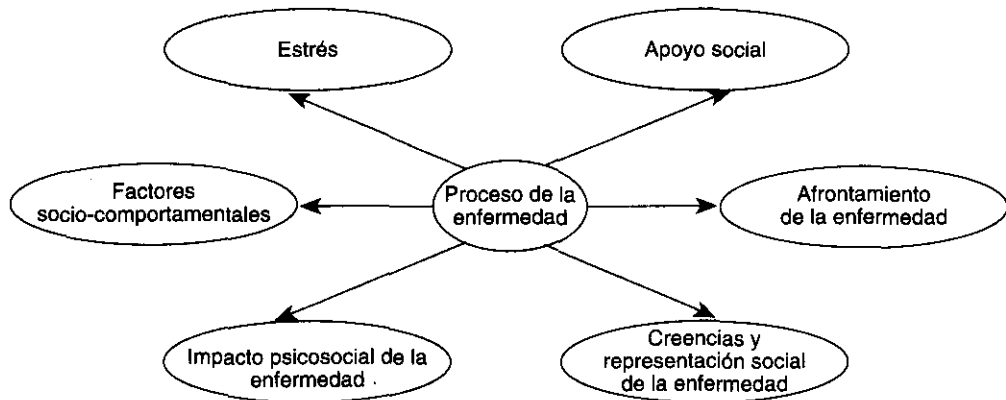 Estrés
Apoyo social
Factores
socio-comportamentales
Proceso de la
enfermedad
Afrontamiento
de la enfermedad
Impacto psicosocial de la
enfermedad
Creencias y
representación social
de la enfermedad